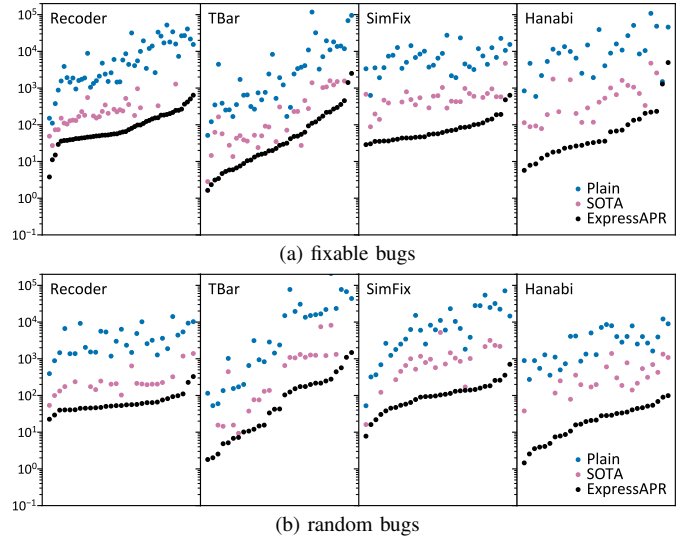 Recoder TBar SimFix Hanabi
10^5
10^4
10^3
10^2
10^1
10^0
10^-1
Plain
SOTA
ExpressAPR
(a) fixable bugs
Recoder TBar SimFix Hanabi
10^5
10^4
10^3
10^2
10^1
10^0
10^-1
Plain
SOTA
ExpressAPR
(b) random bugs